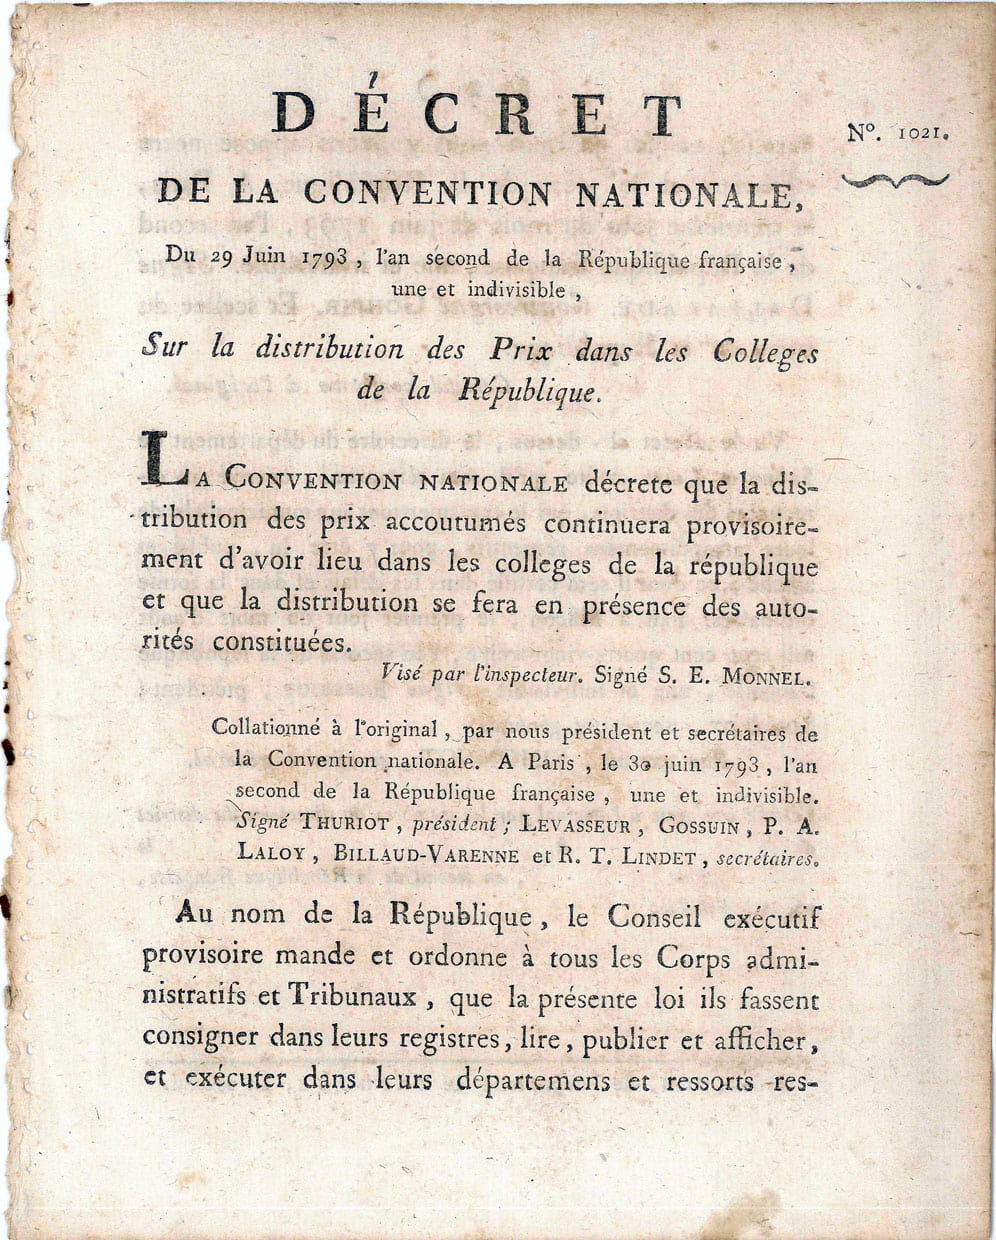 DÉCRET
N°. 1021.
DE LA CONVENTION NATIONALE,
Du 29 Juin 1793, l'an second de la République française,
une et indivisible,
Sur la distribution des Prix dans les Colleges
de la République.
LA CONVENTION NATIONALE décrete que la dis-
tribution des prix accoutumés continuera provisoire-
ment d'avoir lieu dans les colleges de la république
et que la distribution se fera en présence des auto-
rités constituées.
Visé par l'inspecteur. Signé S. E. MONNEL.
Collationné à l'original, par nous président et secrétaires de
la Convention nationale. A Paris, le 30 juin 1793, l'an
second de la République française, une et indivisible.
Signé THURIOT, président; LEVASSEUR, GOSSUIN, P. A.
LALOY, BILLAUD-VARENNE et R. T. LINDET, secrétaires.
Au nom de la République, le Conseil exécutif
provisoire mande et ordonne à tous les Corps admi-
nistratifs et Tribunaux, que la présente loi ils fassent
consigner dans leurs registres, lire, publier et afficher,
et exécuter dans leurs départemens et ressorts res-